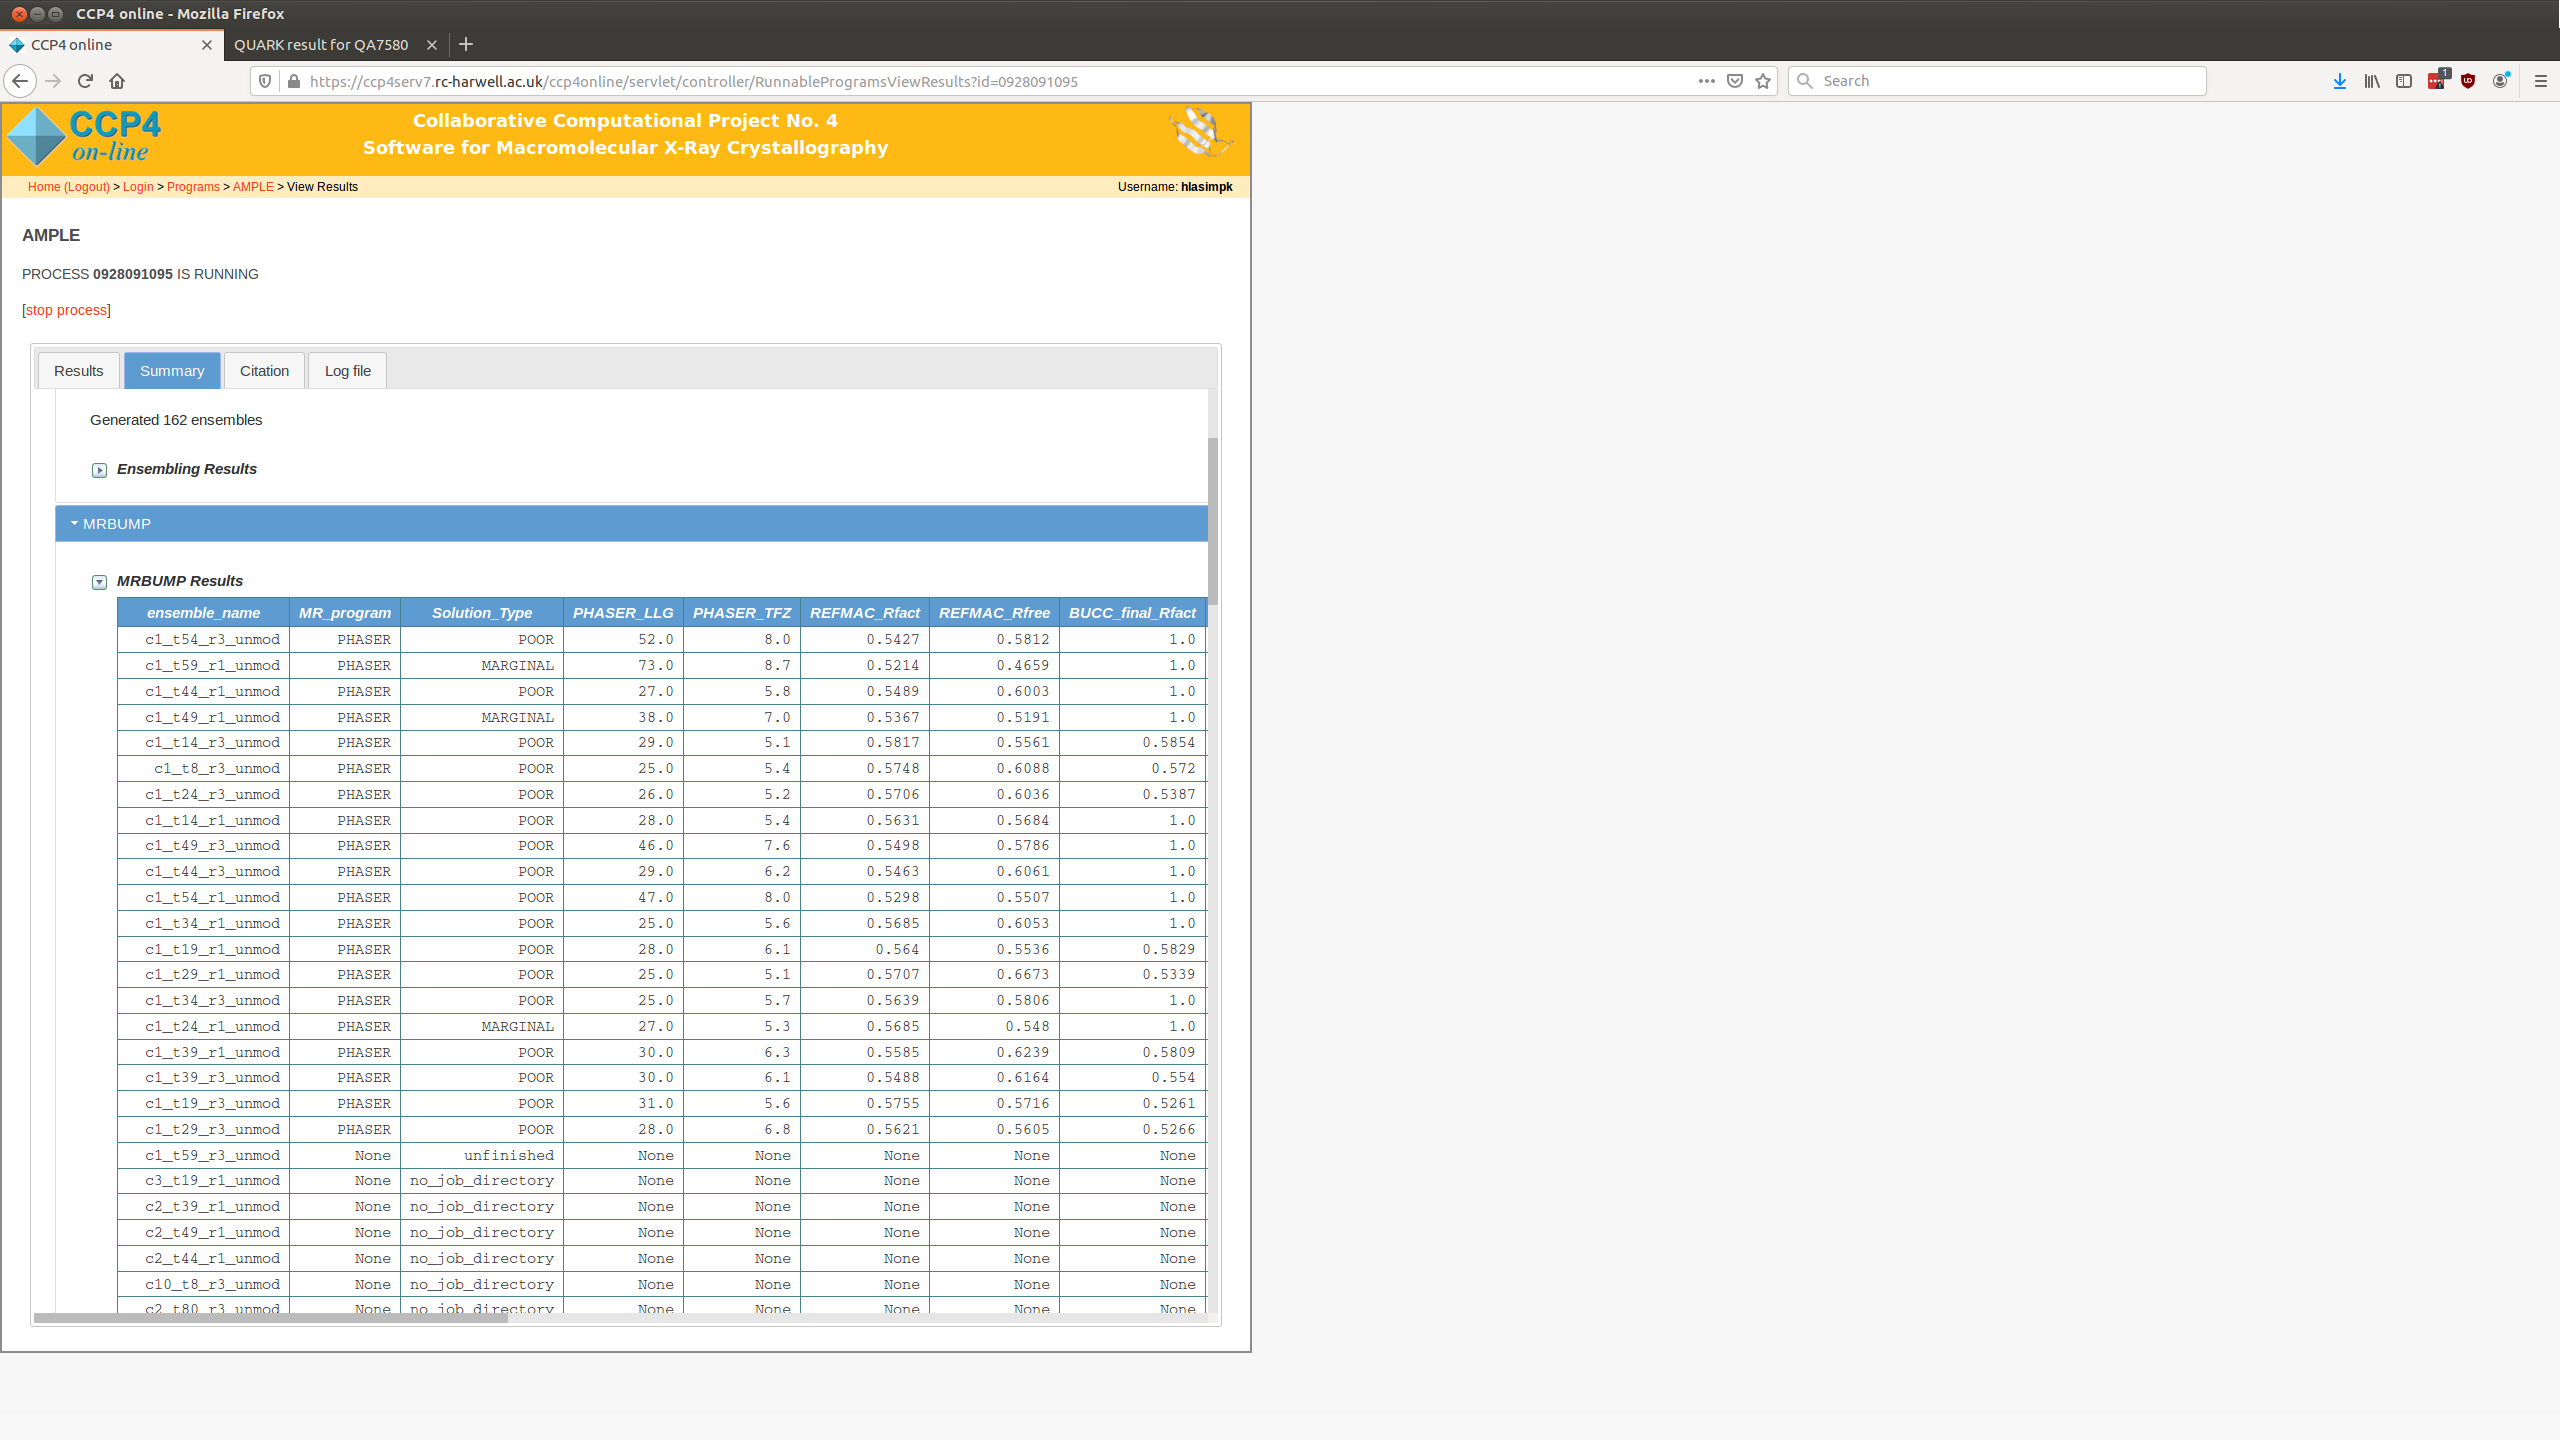 CCP4 online - Mozilla Firefox
CCP4 online QUARK result for QA7580
https://ccp4serv7.rc-harwell.ac.uk/ccp4online/servlet/controller/RunnableProgramsViewResults?id=0928091095 Search 1
CCP4 on-line
Collaborative Computational Project No. 4
Software for Macromolecular X-Ray Crystallography
Home (Logout) > Login > Programs > AMPLE > View Results Username: hlasimpk
AMPLE
PROCESS 0928091095 IS RUNNING
[stop process]
Results Summary Citation Log file
Generated 162 ensembles
Ensembling Results
MRBUMP
MRBUMP Results
ensemble_name MR_program Solution_Type PHASER_LLG PHASER_TFZ REFMAC_Rfact REFMAC_Rfree BUCC_final_Rfact
c1_t54_r3_unmod PHASER POOR 52.0 8.0 0.5427 0.5812 1.0
c1_t59_r1_unmod PHASER MARGINAL 73.0 8.7 0.5214 0.4659 1.0
c1_t44_r1_unmod PHASER POOR 27.0 5.8 0.5489 0.6003 1.0
c1_t49_r1_unmod PHASER MARGINAL 38.0 7.0 0.5367 0.5191 1.0
c1_t14_r3_unmod PHASER POOR 29.0 5.1 0.5817 0.5561 0.5854
c1_t8_r3_unmod PHASER POOR 25.0 5.4 0.5748 0.6088 0.572
c1_t24_r3_unmod PHASER POOR 26.0 5.2 0.5706 0.6036 0.5387
c1_t14_r1_unmod PHASER POOR 28.0 5.4 0.5631 0.5684 1.0
c1_t49_r3_unmod PHASER POOR 46.0 7.6 0.5498 0.5786 1.0
c1_t44_r3_unmod PHASER POOR 29.0 6.2 0.5463 0.6061 1.0
c1_t54_r1_unmod PHASER POOR 47.0 8.0 0.5298 0.5507 1.0
c1_t34_r1_unmod PHASER POOR 25.0 5.6 0.5685 0.6053 1.0
c1_t19_r1_unmod PHASER POOR 28.0 6.1 0.564 0.5536 0.5829
c1_t29_r1_unmod PHASER POOR 25.0 5.1 0.5707 0.6673 0.5339
c1_t34_r3_unmod PHASER POOR 25.0 5.7 0.5639 0.5806 1.0
c1_t24_r1_unmod PHASER MARGINAL 27.0 5.3 0.5685 0.548 1.0
c1_t39_r1_unmod PHASER POOR 30.0 6.3 0.5585 0.6239 0.5809
c1_t39_r3_unmod PHASER POOR 30.0 6.1 0.5488 0.6164 0.554
c1_t19_r3_unmod PHASER POOR 31.0 5.6 0.5755 0.5716 0.5261
c1_t29_r3_unmod PHASER POOR 28.0 6.8 0.5621 0.5605 0.5266
c1_t59_r3_unmod None unfinished None None None None None
c3_t19_r1_unmod None no_job_directory None None None None None
c2_t39_r1_unmod None no_job_directory None None None None None
c2_t49_r1_unmod None no_job_directory None None None None None
c2_t44_r1_unmod None no_job_directory None None None None None
c10_t8_r3_unmod None no_job_directory None None None None None
c2_t80_r3_unmod None no_job_directory None None None None None